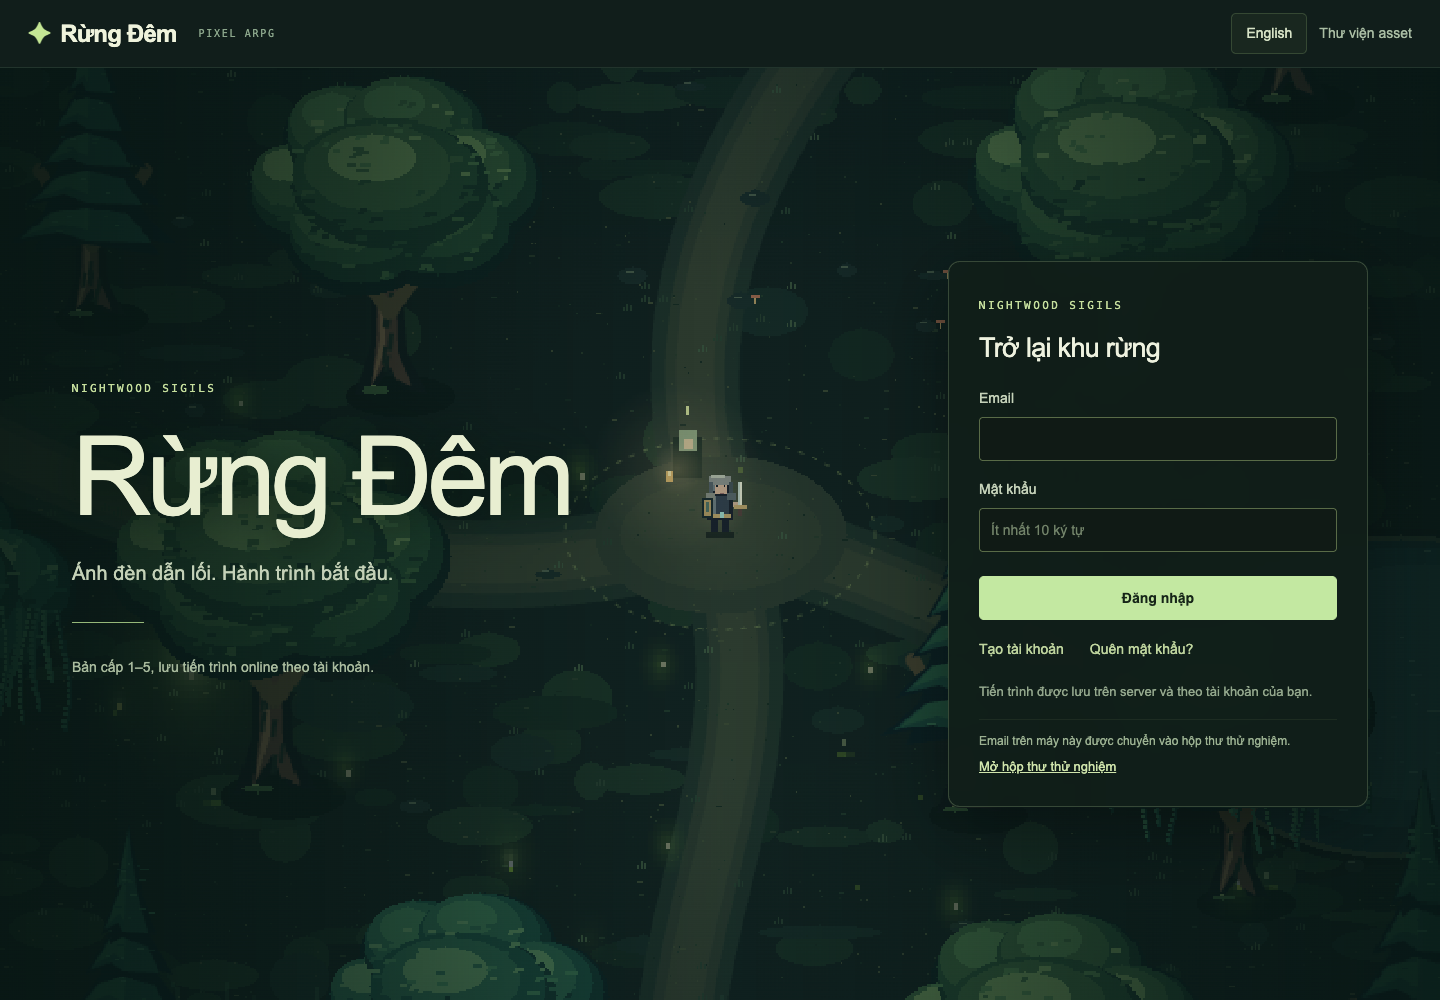 Rừng Đêm
PIXEL ARPG
English
Thư viện asset
NIGHTWOOD SIGILS
Rừng Đêm
Ánh đèn dẫn lối. Hành trình bắt đầu.
Bản cấp 1–5, lưu tiến trình online theo tài khoản.
NIGHTWOOD SIGILS
Trở lại khu rừng
Email
Mật khẩu
Ít nhất 10 ký tự
Đăng nhập
Tạo tài khoản
Quên mật khẩu?
Tiến trình được lưu trên server và theo tài khoản của bạn.
Email trên máy này được chuyển vào hộp thư thử nghiệm.
Mở hộp thư thử nghiệm